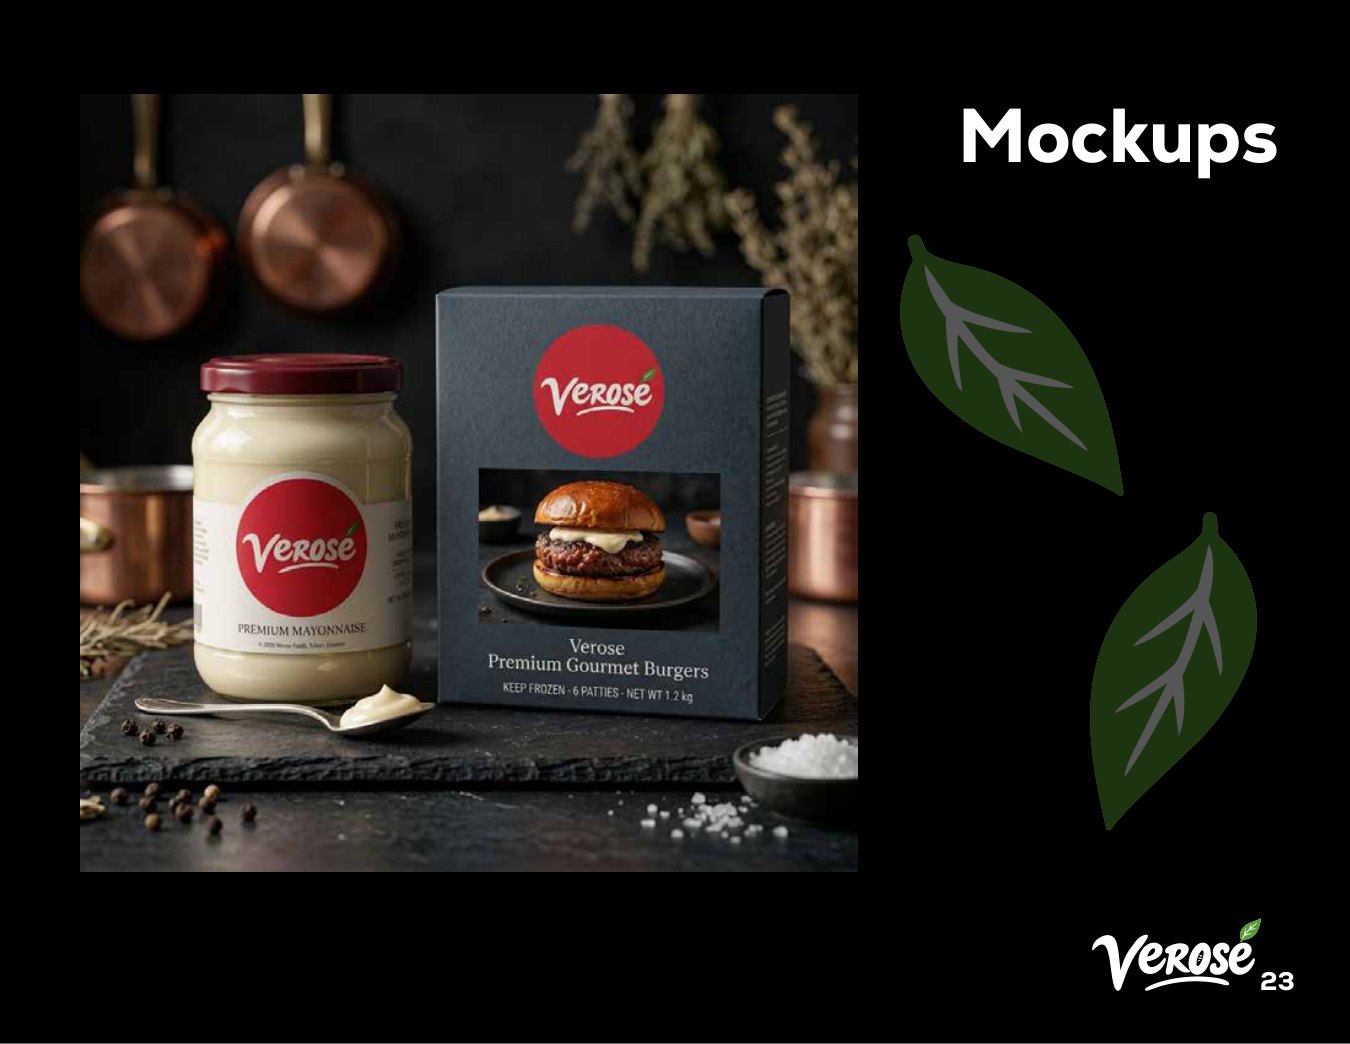 Mockups
VEROSÉ
VEROSÉ
PREMIUM MAYONNAISE
Verose
Premium Gourmet Burgers
KEEP FROZEN - 6 PATTIES - NET WT 1.2 kg
VEROSÉ
23